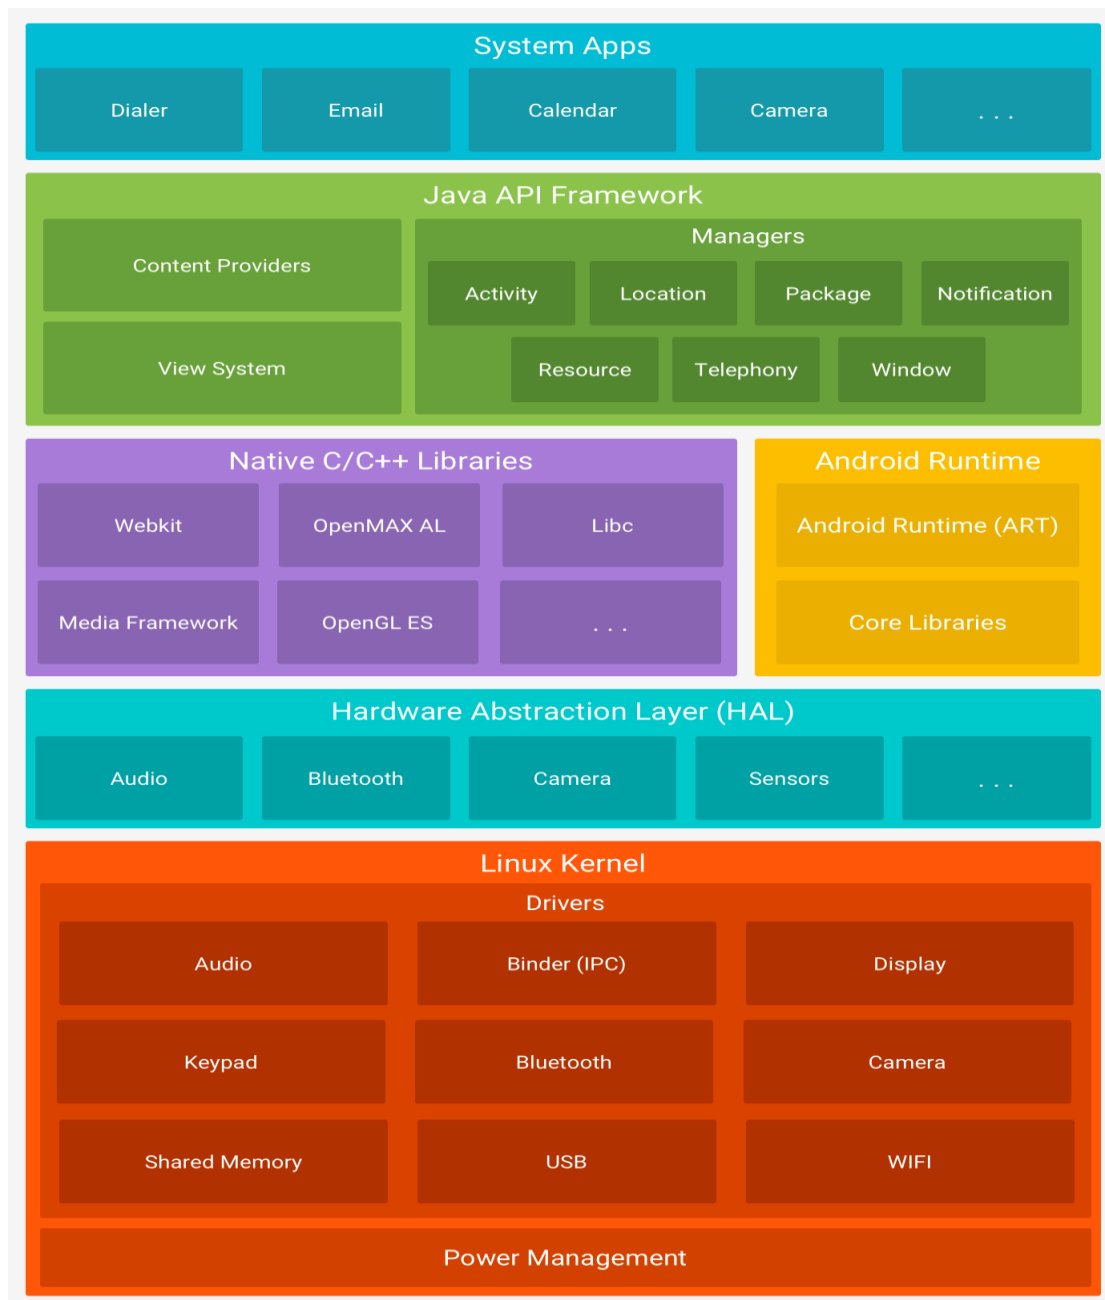 System Apps
Dialer
Email
Calendar
Camera
. . .
Java API Framework
Content Providers
View System
Managers
Activity
Location
Package
Notification
Resource
Telephony
Window
Native C/C++ Libraries
Webkit
OpenMAX AL
Libc
Media Framework
OpenGL ES
. . .
Android Runtime
Android Runtime (ART)
Core Libraries
Hardware Abstraction Layer (HAL)
Audio
Bluetooth
Camera
Sensors
. . .
Linux Kernel
Drivers
Audio
Binder (IPC)
Display
Keypad
Bluetooth
Camera
Shared Memory
USB
WIFI
Power Management